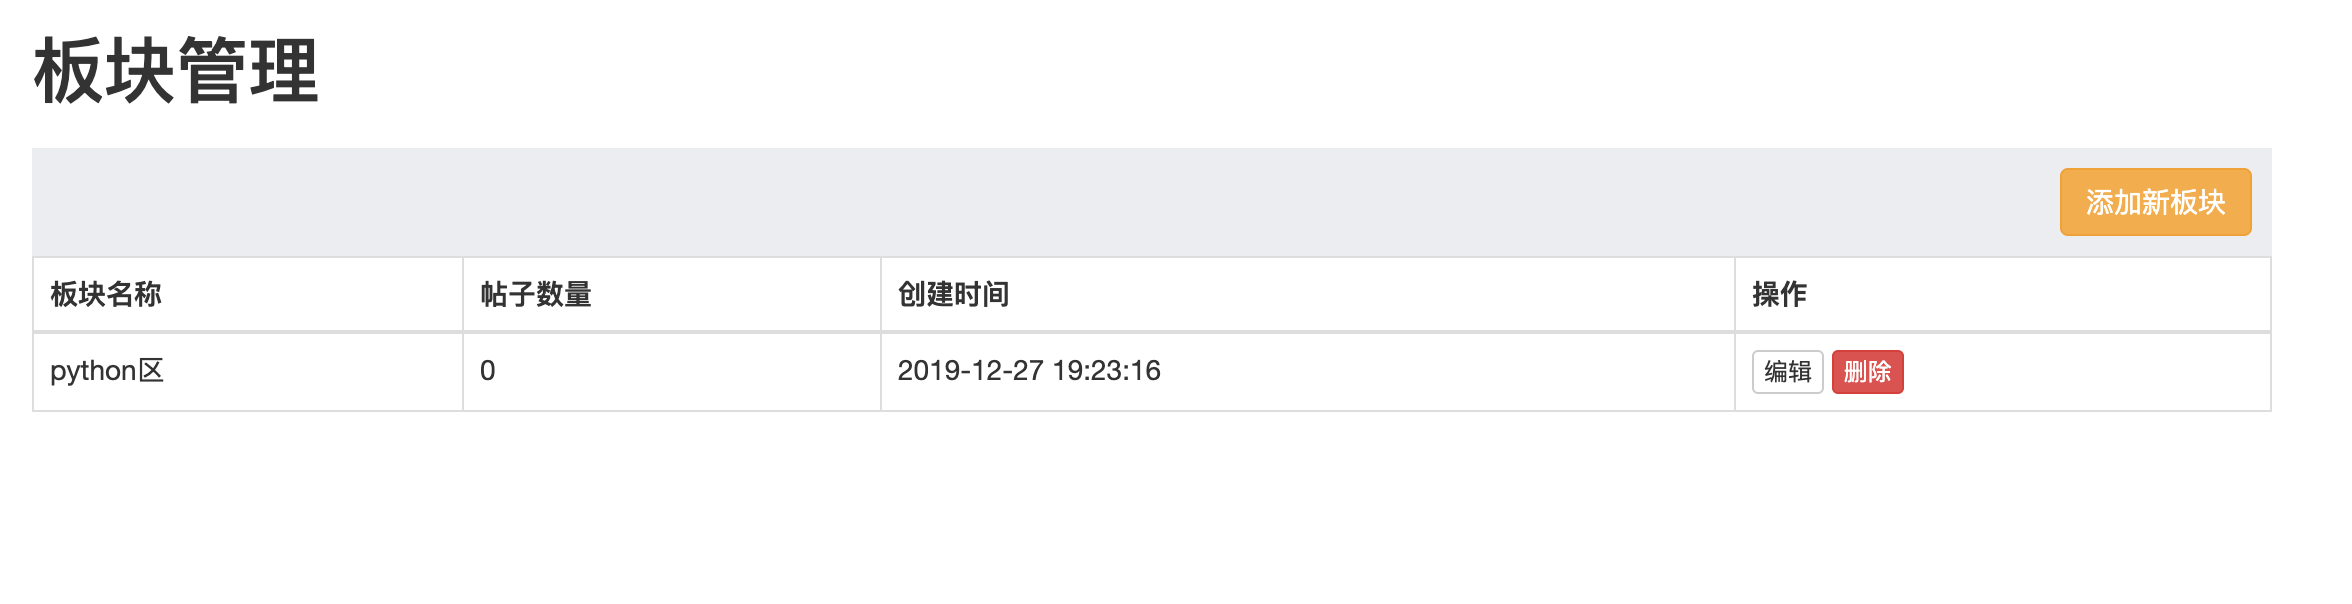 板块管理
添加新板块
板块名称 帖子数量 创建时间 操作
python区 0 2019-12-27 19:23:16 编辑 删除